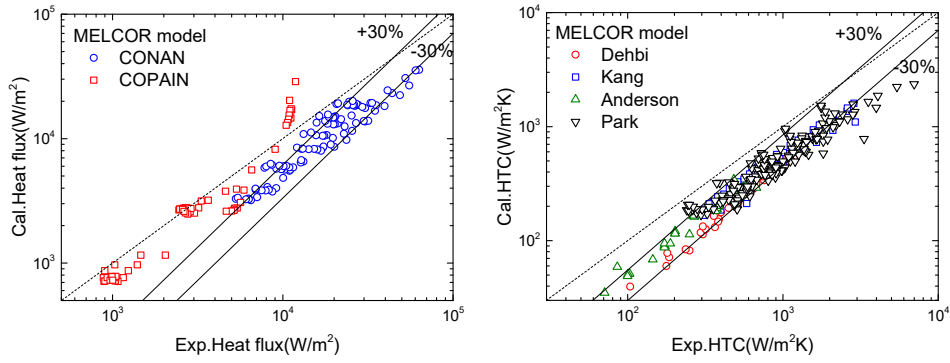 10^5
10^4
10^3
Cal.Heat flux(W/m^2)
MELCOR model
CONAN
COPAIN
+30%
-30%
10^3
10^4
10^5
Exp.Heat flux(W/m^2)
10^4
10^3
10^2
Cal.HTC(W/m^2K)
MELCOR model
Dehbi
Kang
Anderson
Park
+30%
-30%
10^2
10^3
10^4
Exp.HTC(W/m^2K)